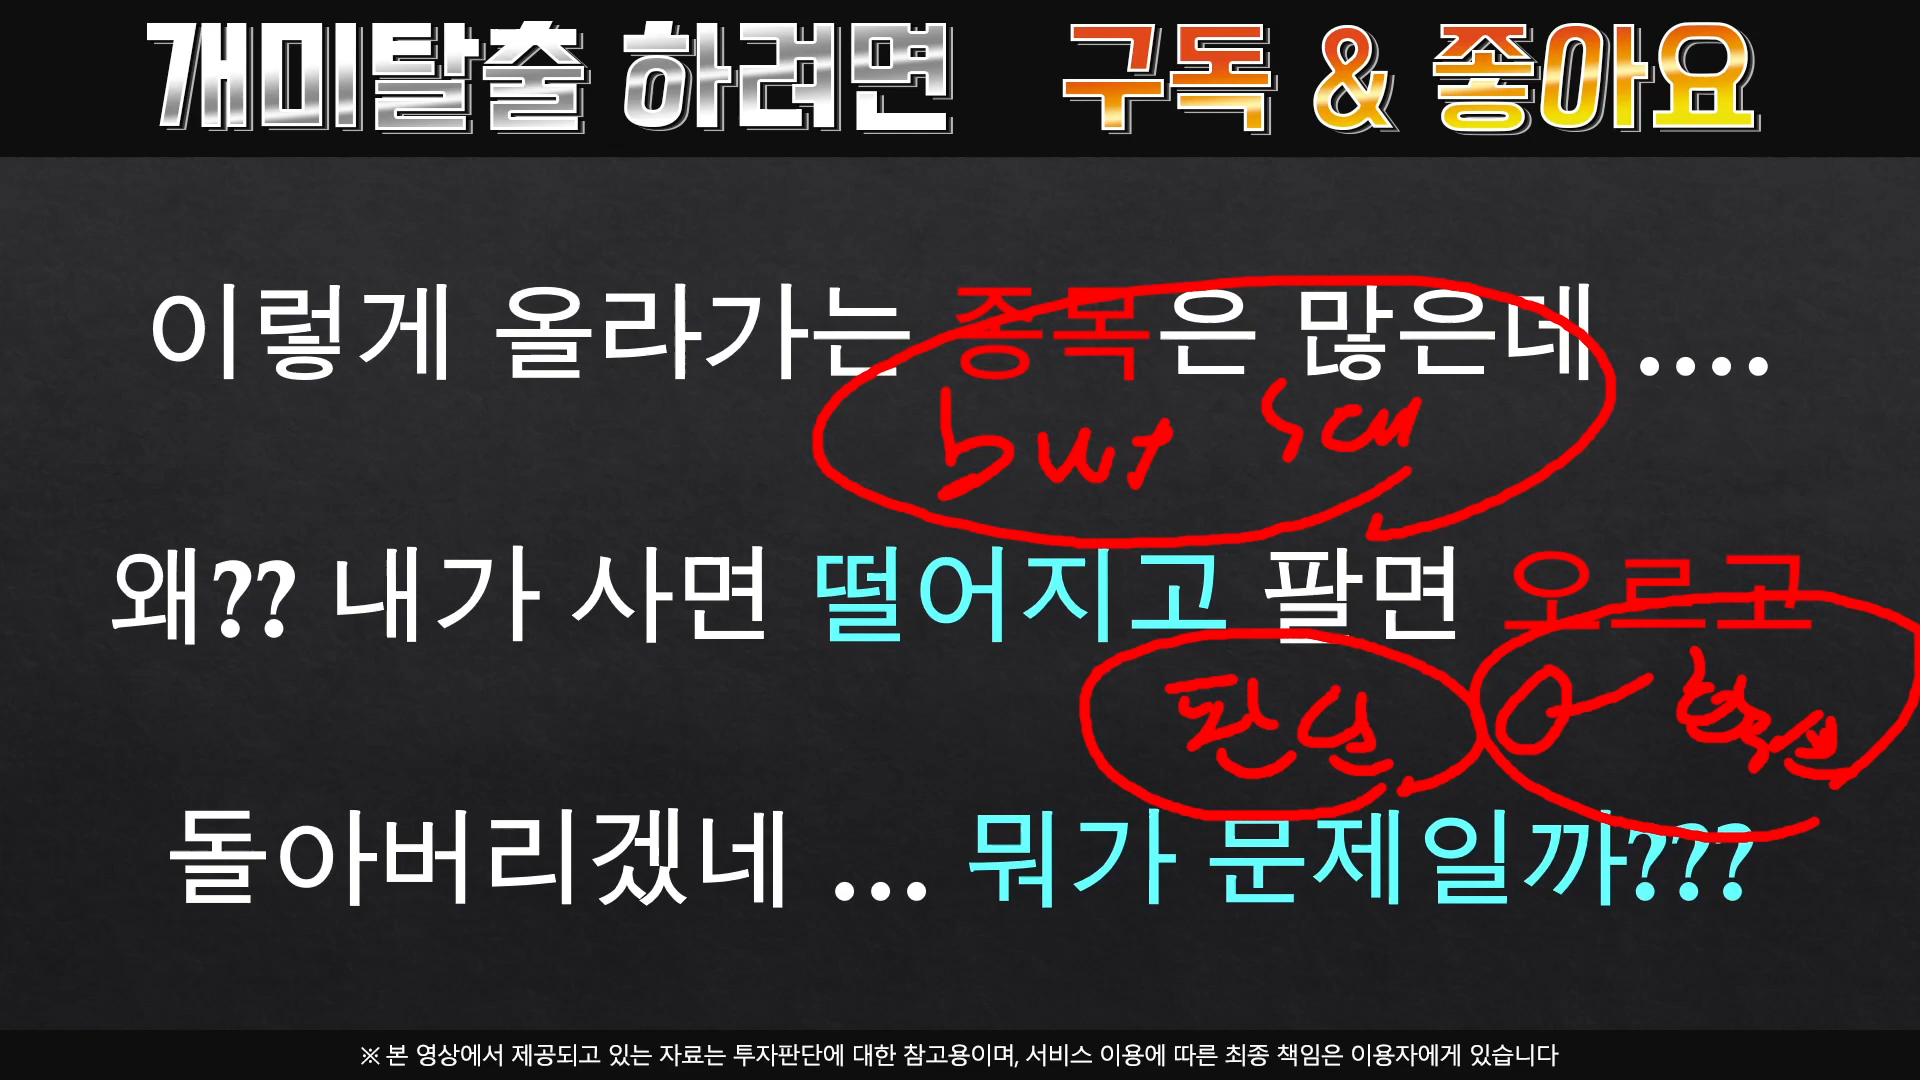 개미탈출 하려면 구독 & 좋아요
이렇게 올라가는 종목은 많은데 ....
but
왜?? 내가 사면 떨어지고 팔면 오르고
돌아버리겠네 ... 뭐가 문제일까???
※ 본 영상에서 제공되고 있는 자료는 투자판단에 대한 참고용이며, 서비스 이용에 따른 최종 책임은 이용자에게 있습니다